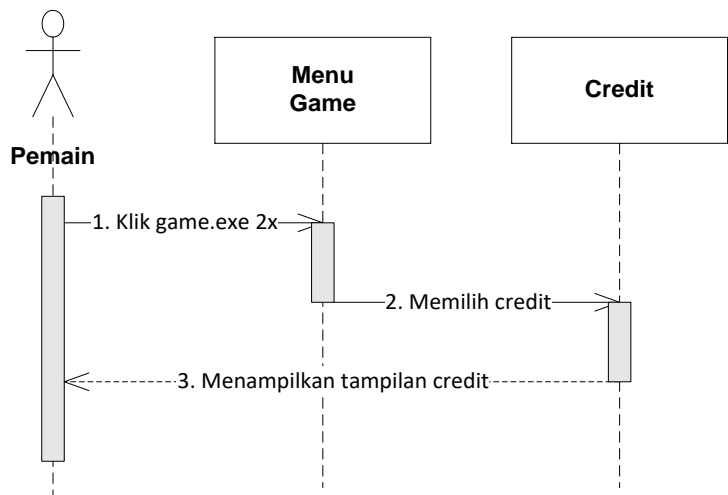 Menu
Game
Credit
Pemain
1. Klik game.exe 2x
2. Memilih credit
3. Menampilkan tampilan credit